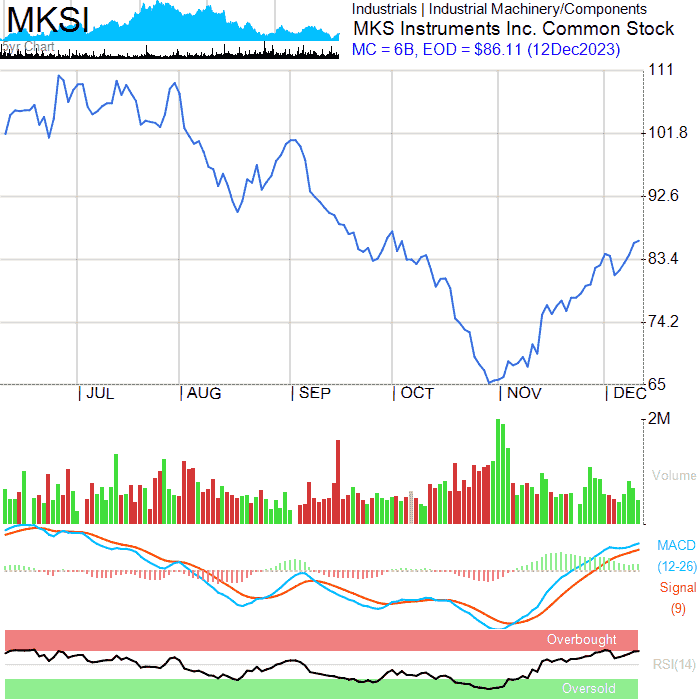 MKSI
Industrials | Industrial Machinery/Components
MKS Instruments Inc. Common Stock
MC = 6B, EOD = $86.11 (12Dec2023)
111
101.8
92.6
83.4
74.2
65
JUL AUG SEP OCT NOV DEC
2M
Volume
MACD
(12-26)
Signal
(9)
Overbought
RSI(14)
Oversold